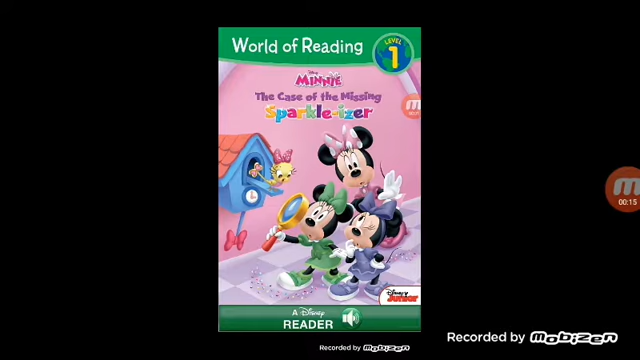 World of Reading
LEVEL
1
Disney
MINNIE
The Case of the Missing
Sparkle-izer
Disney
JUNIOR
A Disney
READER
Recorded by Mobizen
00:15
Recorded by Mobizen